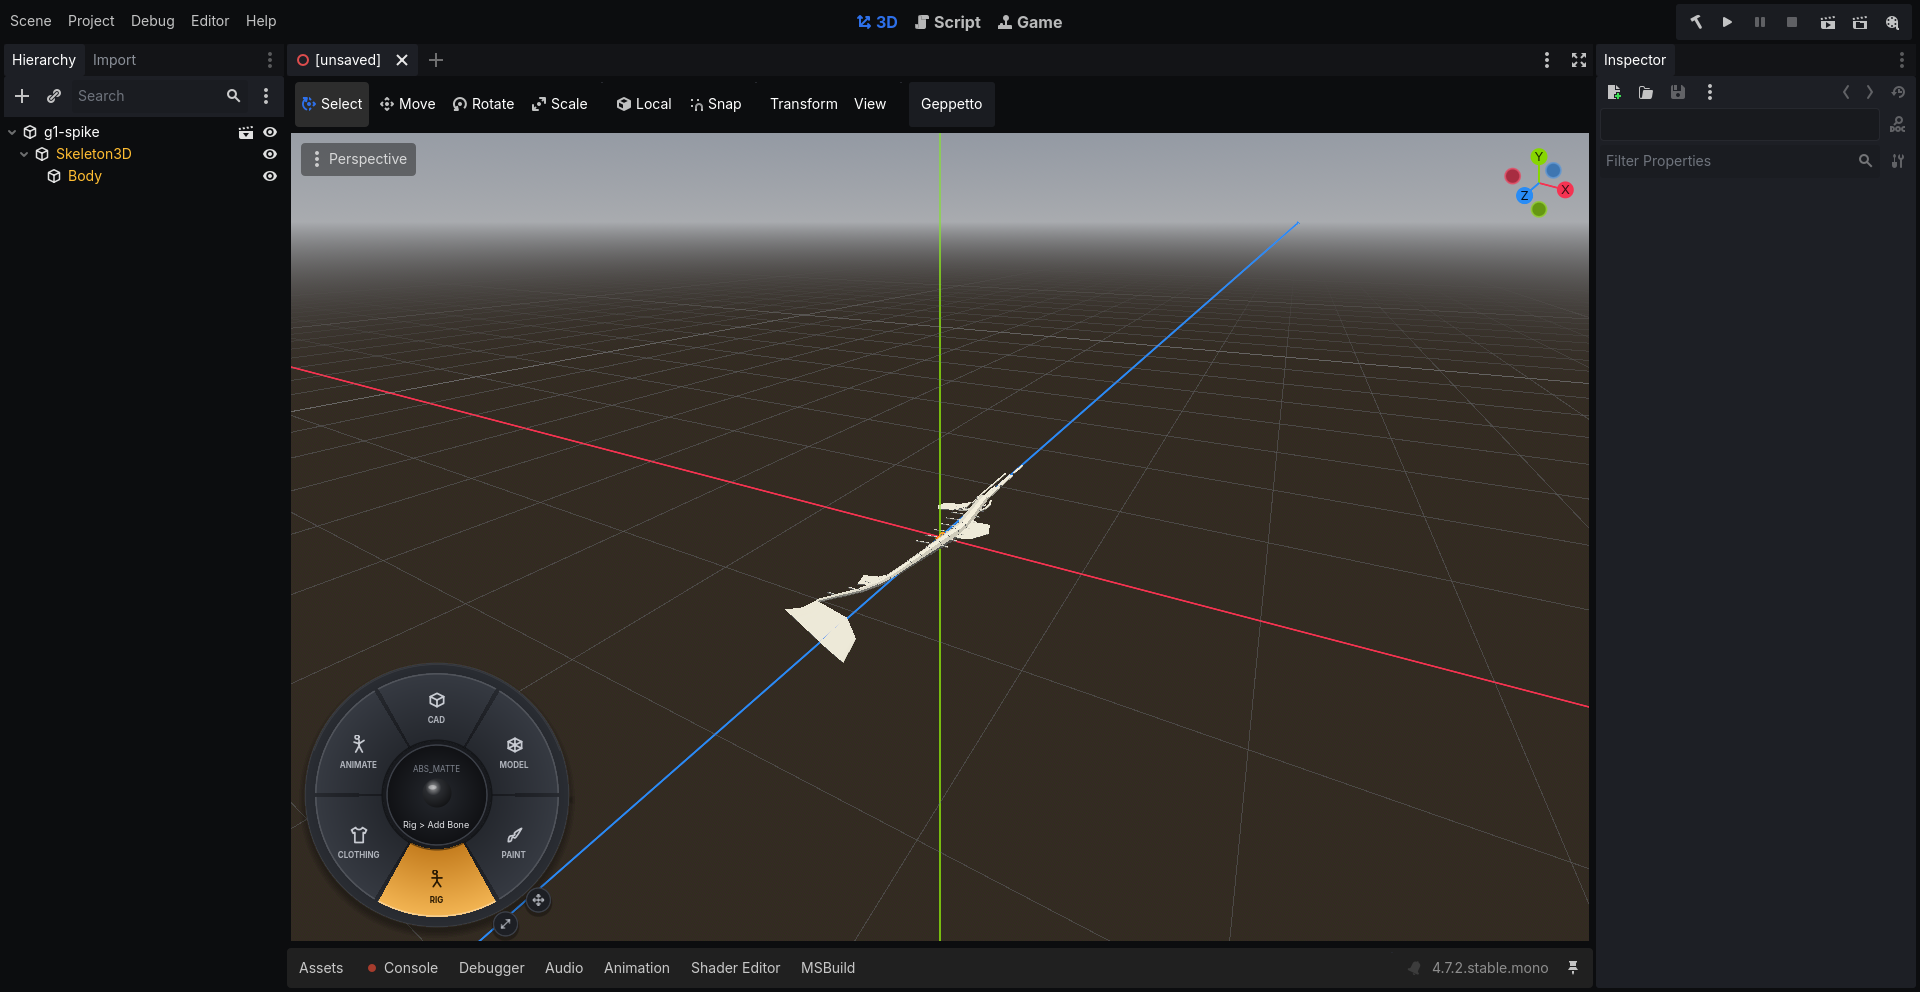 Scene Project Debug Editor Help
3D Script Game
Hierarchy Import
[unsaved]
Inspector
Search
Select Move Rotate Scale Local Snap Transform View Geppetto
DOC
g1-spike
Skeleton3D
Body
Perspective
Filter Properties
Y
X
Z
CAD
ANIMATE
MODEL
ABS_MATTE
Rig > Add Bone
CLOTHING
PAINT
RIG
Assets Console Debugger Audio Animation Shader Editor MSBuild 4.7.2.stable.mono